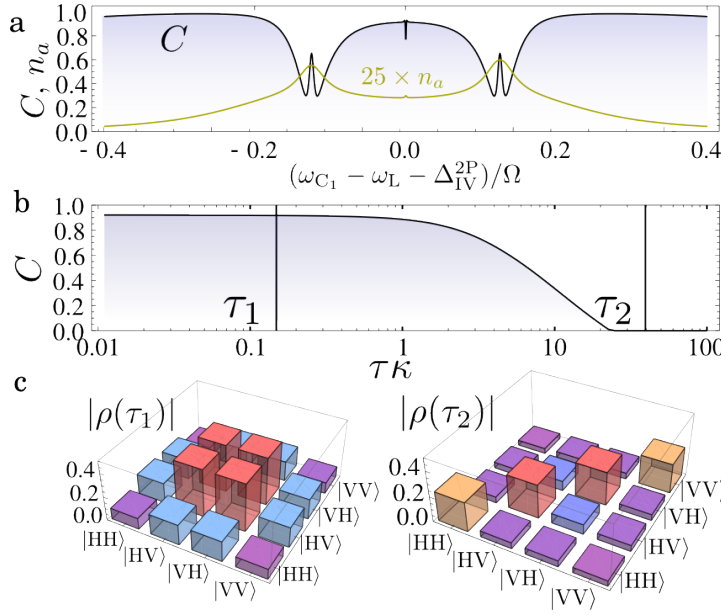 a
C, n_a
1.0
0.8
0.6
0.4
0.2
0.0
C
25 × n_a
-0.4
-0.2
0.0
0.2
0.4
(ω_{C_1} − ω_L − Δ_{IV}^{2P})/Ω
b
C
1.0
0.8
0.6
0.4
0.2
0.0
τ_1
τ_2
0.01
0.1
1
10
100
τκ
c
|ρ(τ_1)|
0.4
0.2
0.0
|HH⟩
|HV⟩
|VH⟩
|VV⟩
|VV⟩
|VH⟩
|HV⟩
|HH⟩
|ρ(τ_2)|
0.4
0.2
0.0
|HH⟩
|HV⟩
|VH⟩
|VV⟩
|VV⟩
|VH⟩
|HV⟩
|HH⟩